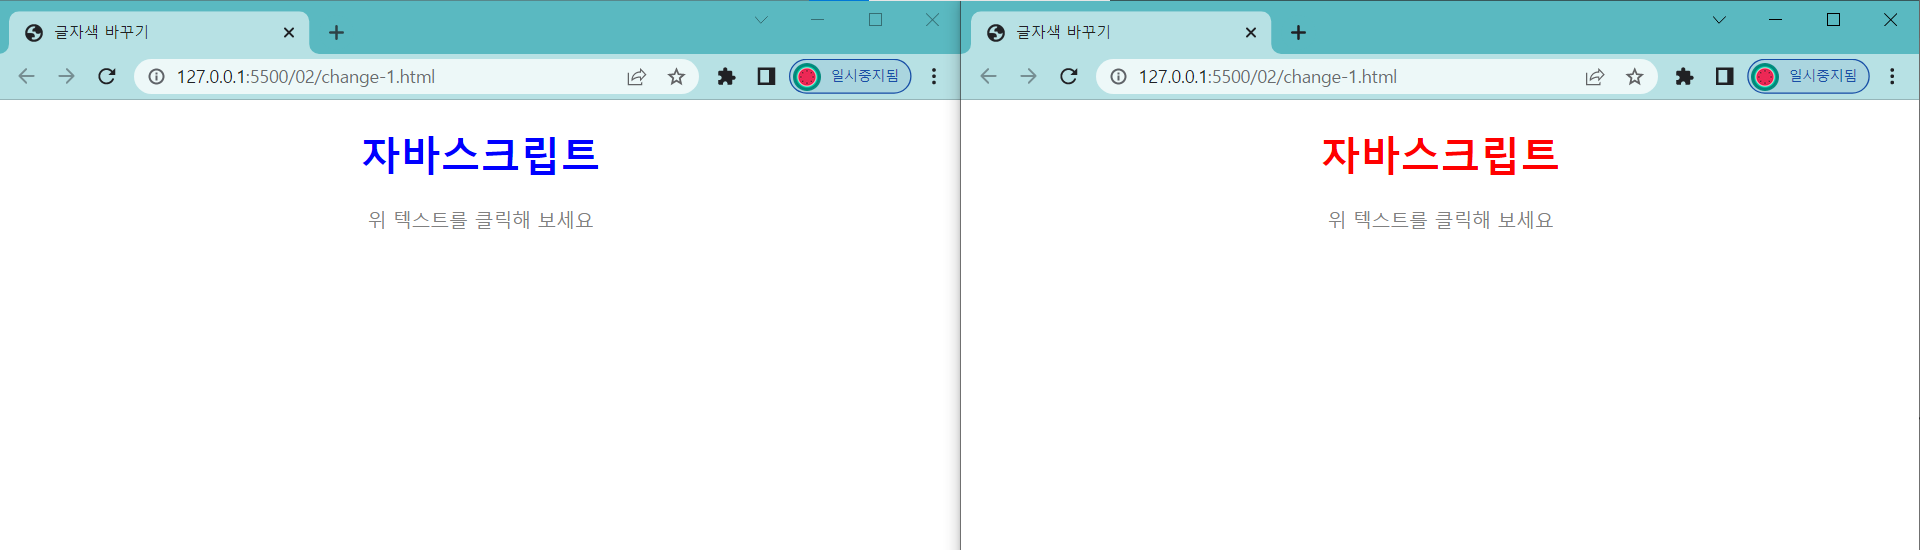 글자색 바꾸기
127.0.0.1:5500/02/change-1.html
일시중지됨
자바스크립트
위 텍스트를 클릭해 보세요
글자색 바꾸기
127.0.0.1:5500/02/change-1.html
일시중지됨
자바스크립트
위 텍스트를 클릭해 보세요